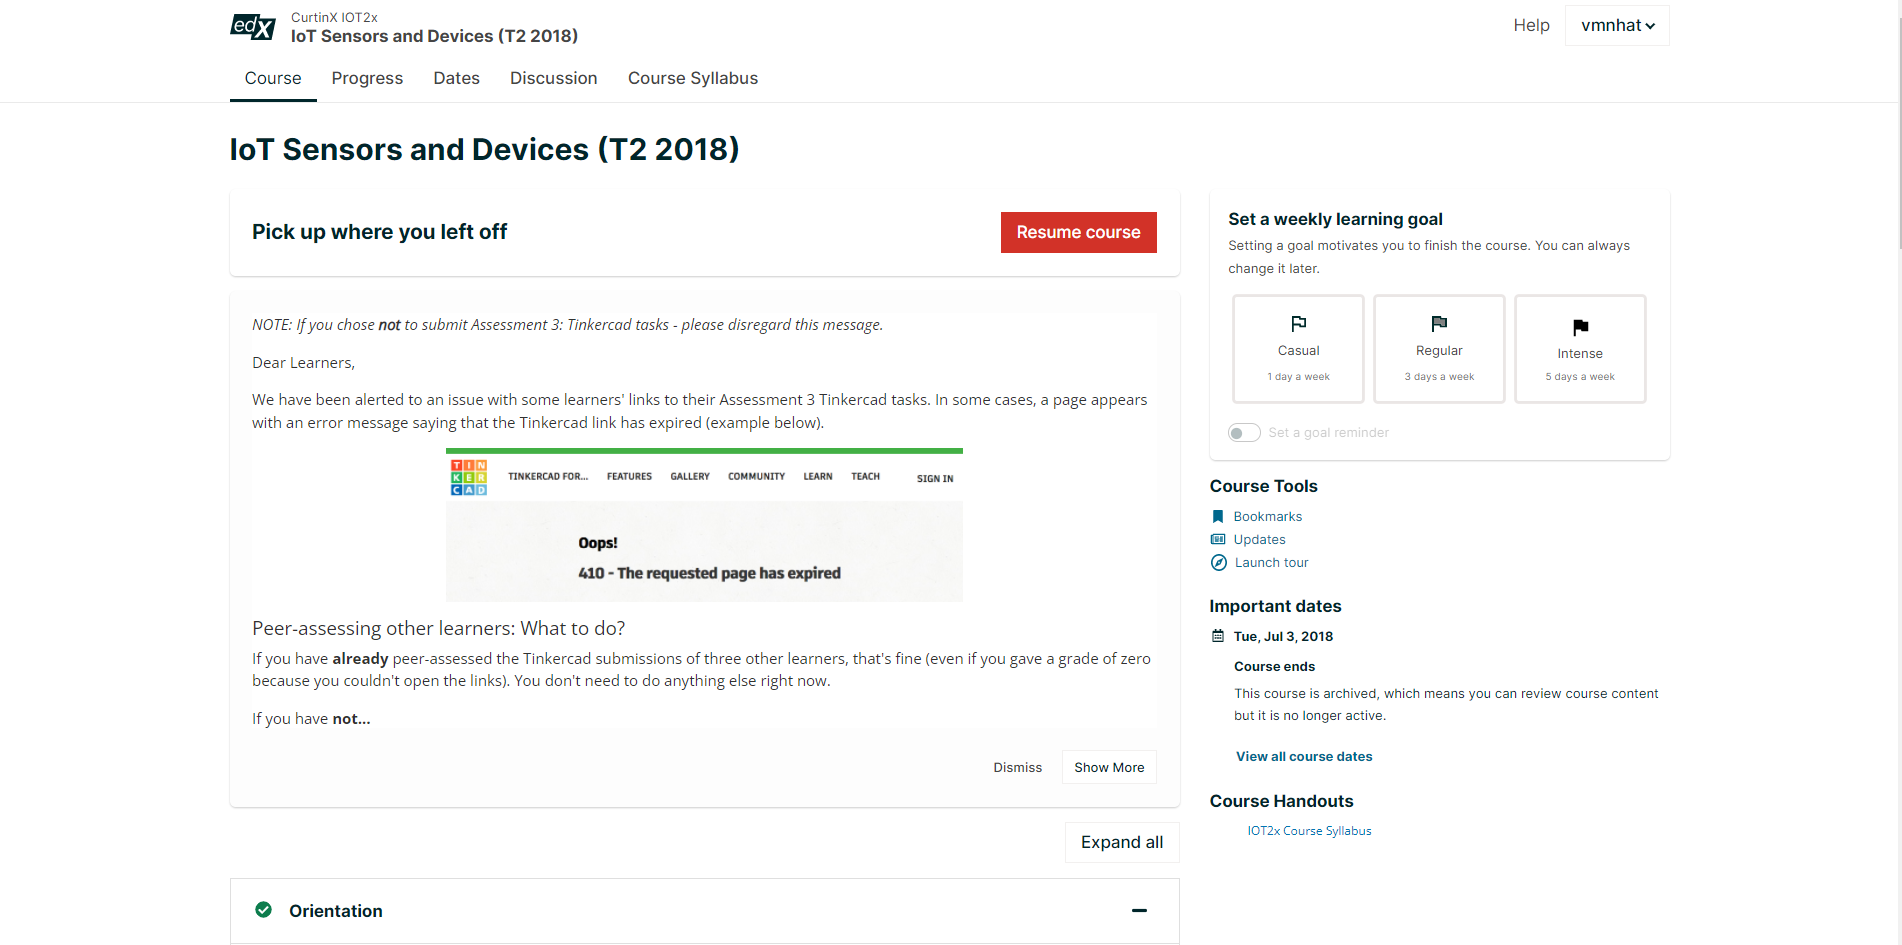 edX
CurtinX IOT2x
IoT Sensors and Devices (T2 2018)
Help
vmnhat
Course
Progress
Dates
Discussion
Course Syllabus
IoT Sensors and Devices (T2 2018)
Pick up where you left off
Resume course
NOTE: If you chose not to submit Assessment 3: Tinkercad tasks - please disregard this message.
Dear Learners,
We have been alerted to an issue with some learners' links to their Assessment 3 Tinkercad tasks. In some cases, a page appears
with an error message saying that the Tinkercad link has expired (example below).
TIN
KER
CAD
TINKERCAD FOR...
FEATURES
GALLERY
COMMUNITY
LEARN
TEACH
SIGN IN
Oops!
410 - The requested page has expired
Peer-assessing other learners: What to do?
If you have already peer-assessed the Tinkercad submissions of three other learners, that's fine (even if you gave a grade of zero
because you couldn't open the links). You don't need to do anything else right now.
If you have not...
Dismiss
Show More
Expand all
Orientation
Set a weekly learning goal
Setting a goal motivates you to finish the course. You can always
change it later.
Casual
1 day a week
Regular
3 days a week
Intense
5 days a week
Set a goal reminder
Course Tools
Bookmarks
Updates
Launch tour
Important dates
Tue, Jul 3, 2018
Course ends
This course is archived, which means you can review course content
but it is no longer active.
View all course dates
Course Handouts
IOT2x Course Syllabus